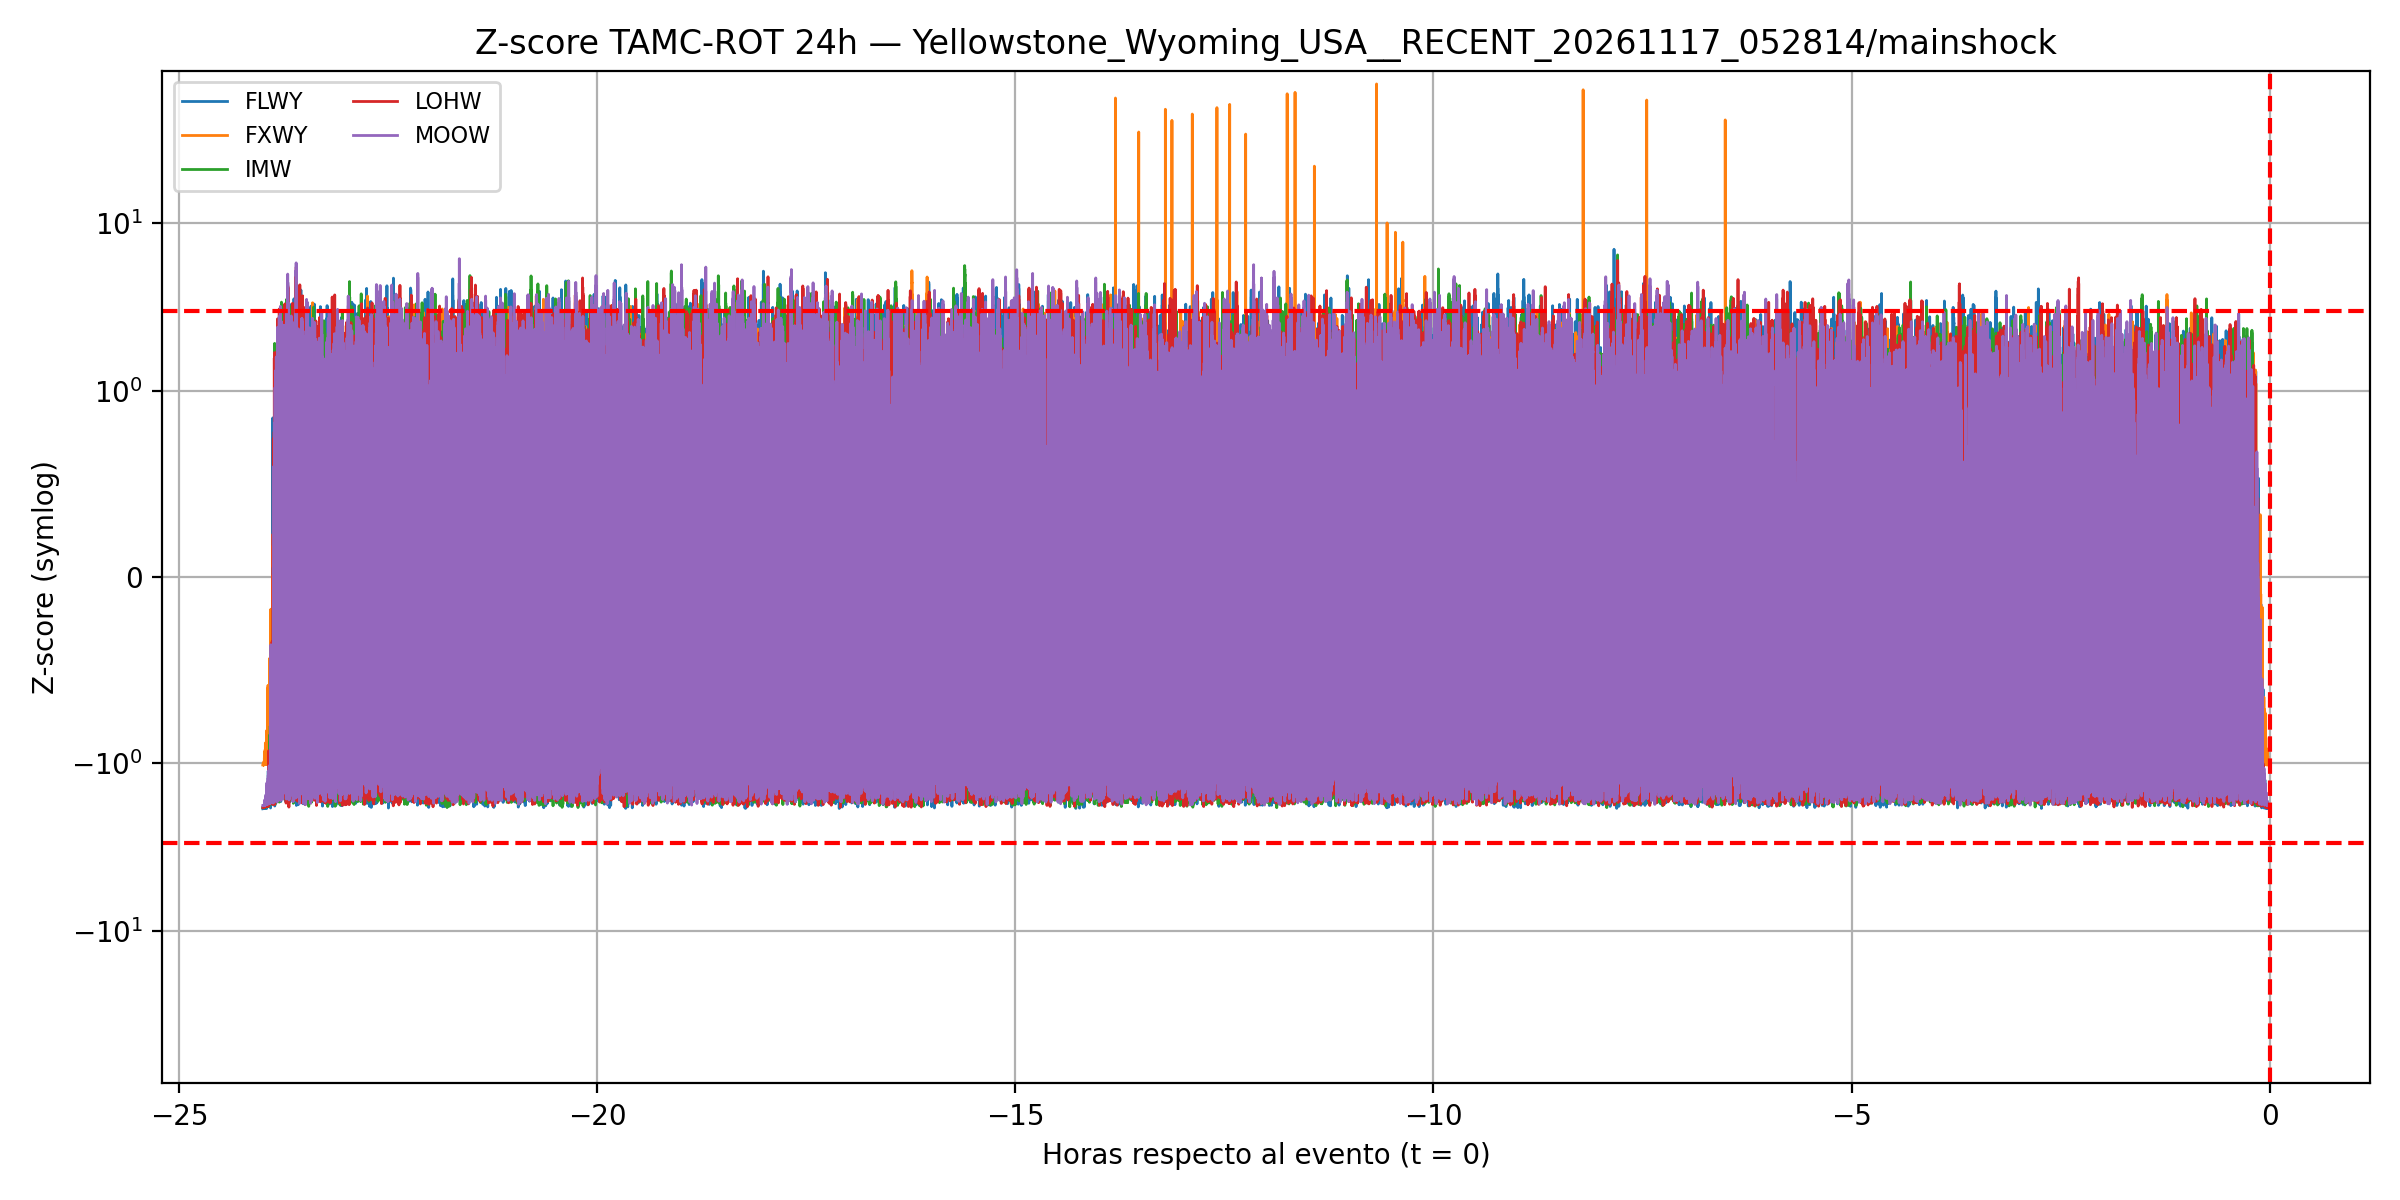 Z-score TAMC-ROT 24h — Yellowstone_Wyoming_USA__RECENT_20261117_052814/mainshock
FLWY
FXWY
IMW
LOHW
MOOW
10¹
10⁰
0
−10⁰
−10¹
Z-score (symlog)
−25 −20 −15 −10 −5 0
Horas respecto al evento (t = 0)